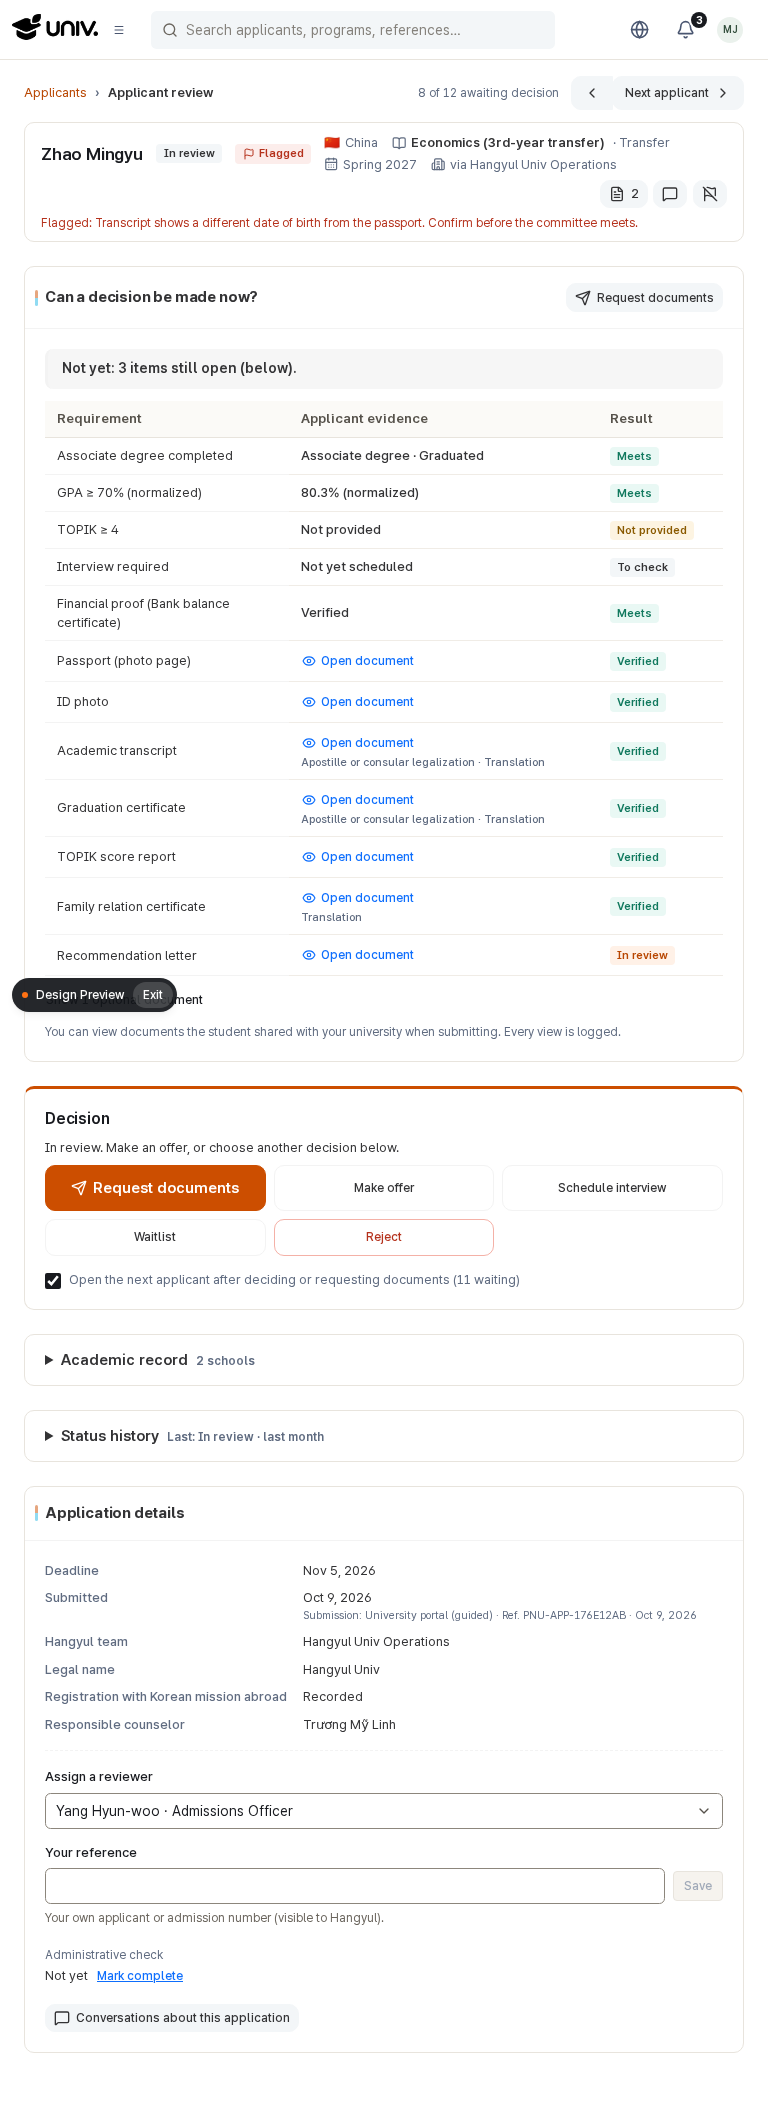 UNIV.
Search applicants, programs, references...
3
MJ
Applicants › Applicant review
8 of 12 awaiting decision
Next applicant
Zhao Mingyu
In review
Flagged
China
Economics (3rd-year transfer) · Transfer
Spring 2027
via Hangyul Univ Operations
2
Flagged: Transcript shows a different date of birth from the passport. Confirm before the committee meets.
Can a decision be made now?
Request documents
Not yet: 3 items still open (below).
Requirement Applicant evidence Result
Associate degree completed Associate degree · Graduated Meets
GPA ≥ 70% (normalized) 80.3% (normalized) Meets
TOPIK ≥ 4 Not provided Not provided
Interview required Not yet scheduled To check
Financial proof (Bank balance certificate) Verified Meets
Passport (photo page) Open document Verified
ID photo Open document Verified
Academic transcript Open document Verified
Apostille or consular legalization · Translation
Graduation certificate Open document Verified
Apostille or consular legalization · Translation
TOPIK score report Open document Verified
Family relation certificate Open document Verified
Translation
Recommendation letter Open document In review
Design Preview Exit
You can view documents the student shared with your university when submitting. Every view is logged.
Decision
In review. Make an offer, or choose another decision below.
Request documents
Make offer
Schedule interview
Waitlist
Reject
Open the next applicant after deciding or requesting documents (11 waiting)
Academic record 2 schools
Status history Last: In review · last month
Application details
Deadline Nov 5, 2026
Submitted Oct 9, 2026
Submission: University portal (guided) · Ref. PNU-APP-176E12AB · Oct 9, 2026
Hangyul team Hangyul Univ Operations
Legal name Hangyul Univ
Registration with Korean mission abroad Recorded
Responsible counselor Trương Mỹ Linh
Assign a reviewer
Yang Hyun-woo · Admissions Officer
Your reference
Save
Your own applicant or admission number (visible to Hangyul).
Administrative check
Not yet Mark complete
Conversations about this application